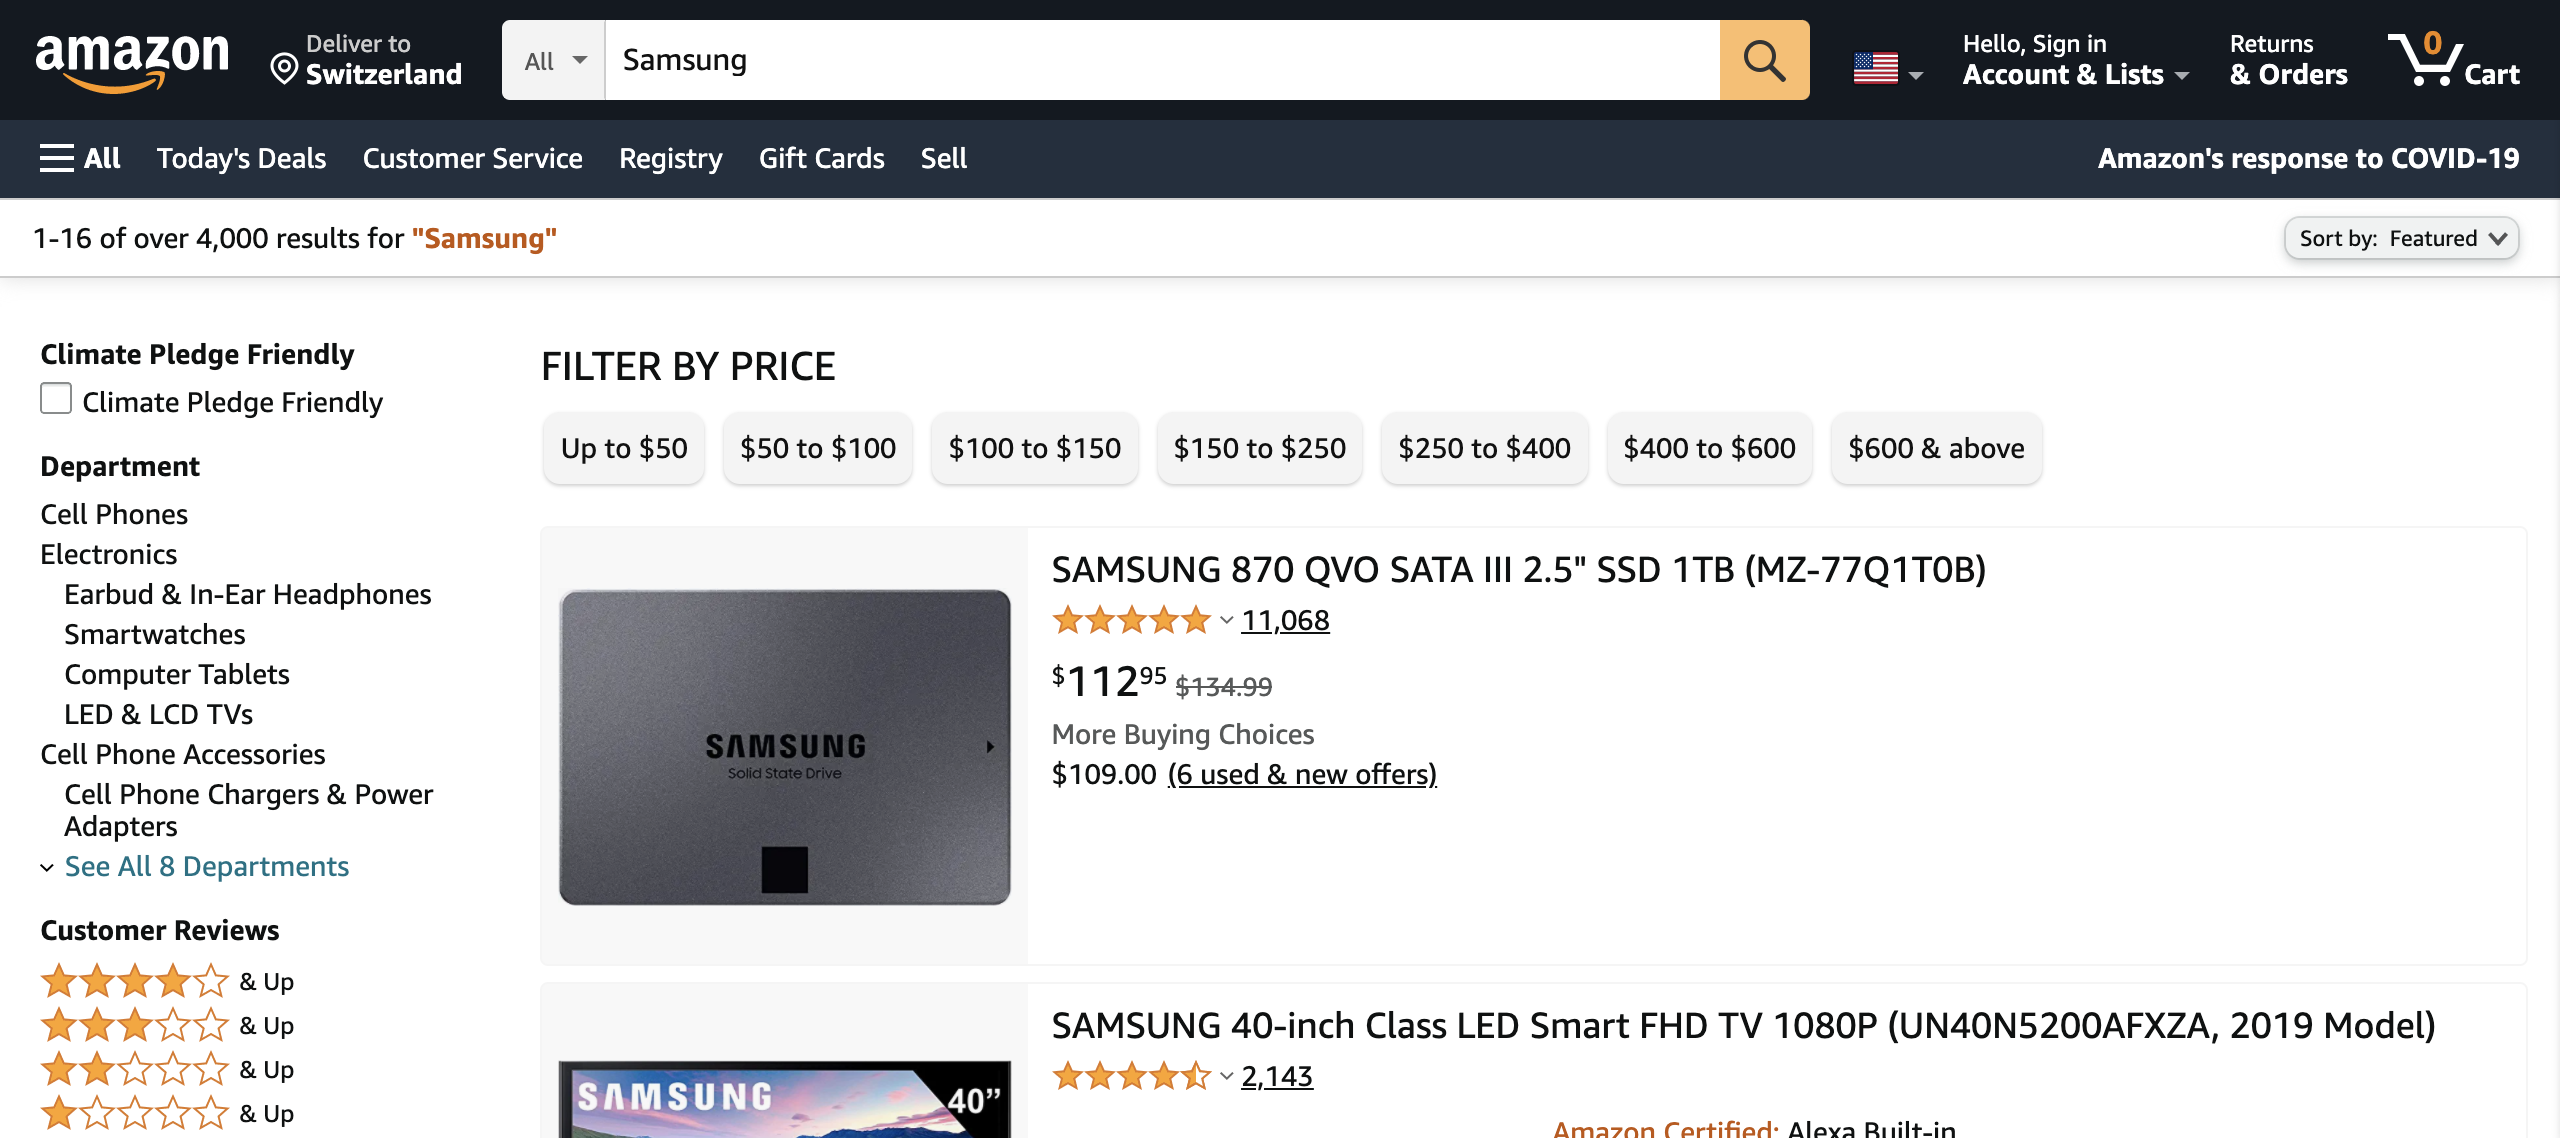 amazon
Deliver to
Switzerland
All
Samsung
Hello, Sign in
Account & Lists
Returns
& Orders
0
Cart
All
Today's Deals
Customer Service
Registry
Gift Cards
Sell
Amazon's response to COVID-19
1-16 of over 4,000 results for "Samsung"
Sort by: Featured
Climate Pledge Friendly
Climate Pledge Friendly
Department
Cell Phones
Electronics
Earbud & In-Ear Headphones
Smartwatches
Computer Tablets
LED & LCD TVs
Cell Phone Accessories
Cell Phone Chargers & Power
Adapters
See All 8 Departments
Customer Reviews
& Up
& Up
& Up
& Up
FILTER BY PRICE
Up to $50
$50 to $100
$100 to $150
$150 to $250
$250 to $400
$400 to $600
$600 & above
SAMSUNG
Solid State Drive
SAMSUNG 870 QVO SATA III 2.5" SSD 1TB (MZ-77Q1T0B)
11,068
$112.95 $134.99
More Buying Choices
$109.00 (6 used & new offers)
SAMSUNG
40”
SAMSUNG 40-inch Class LED Smart FHD TV 1080P (UN40N5200AFXZA, 2019 Model)
2,143
Amazon Certified: Alexa Built-in